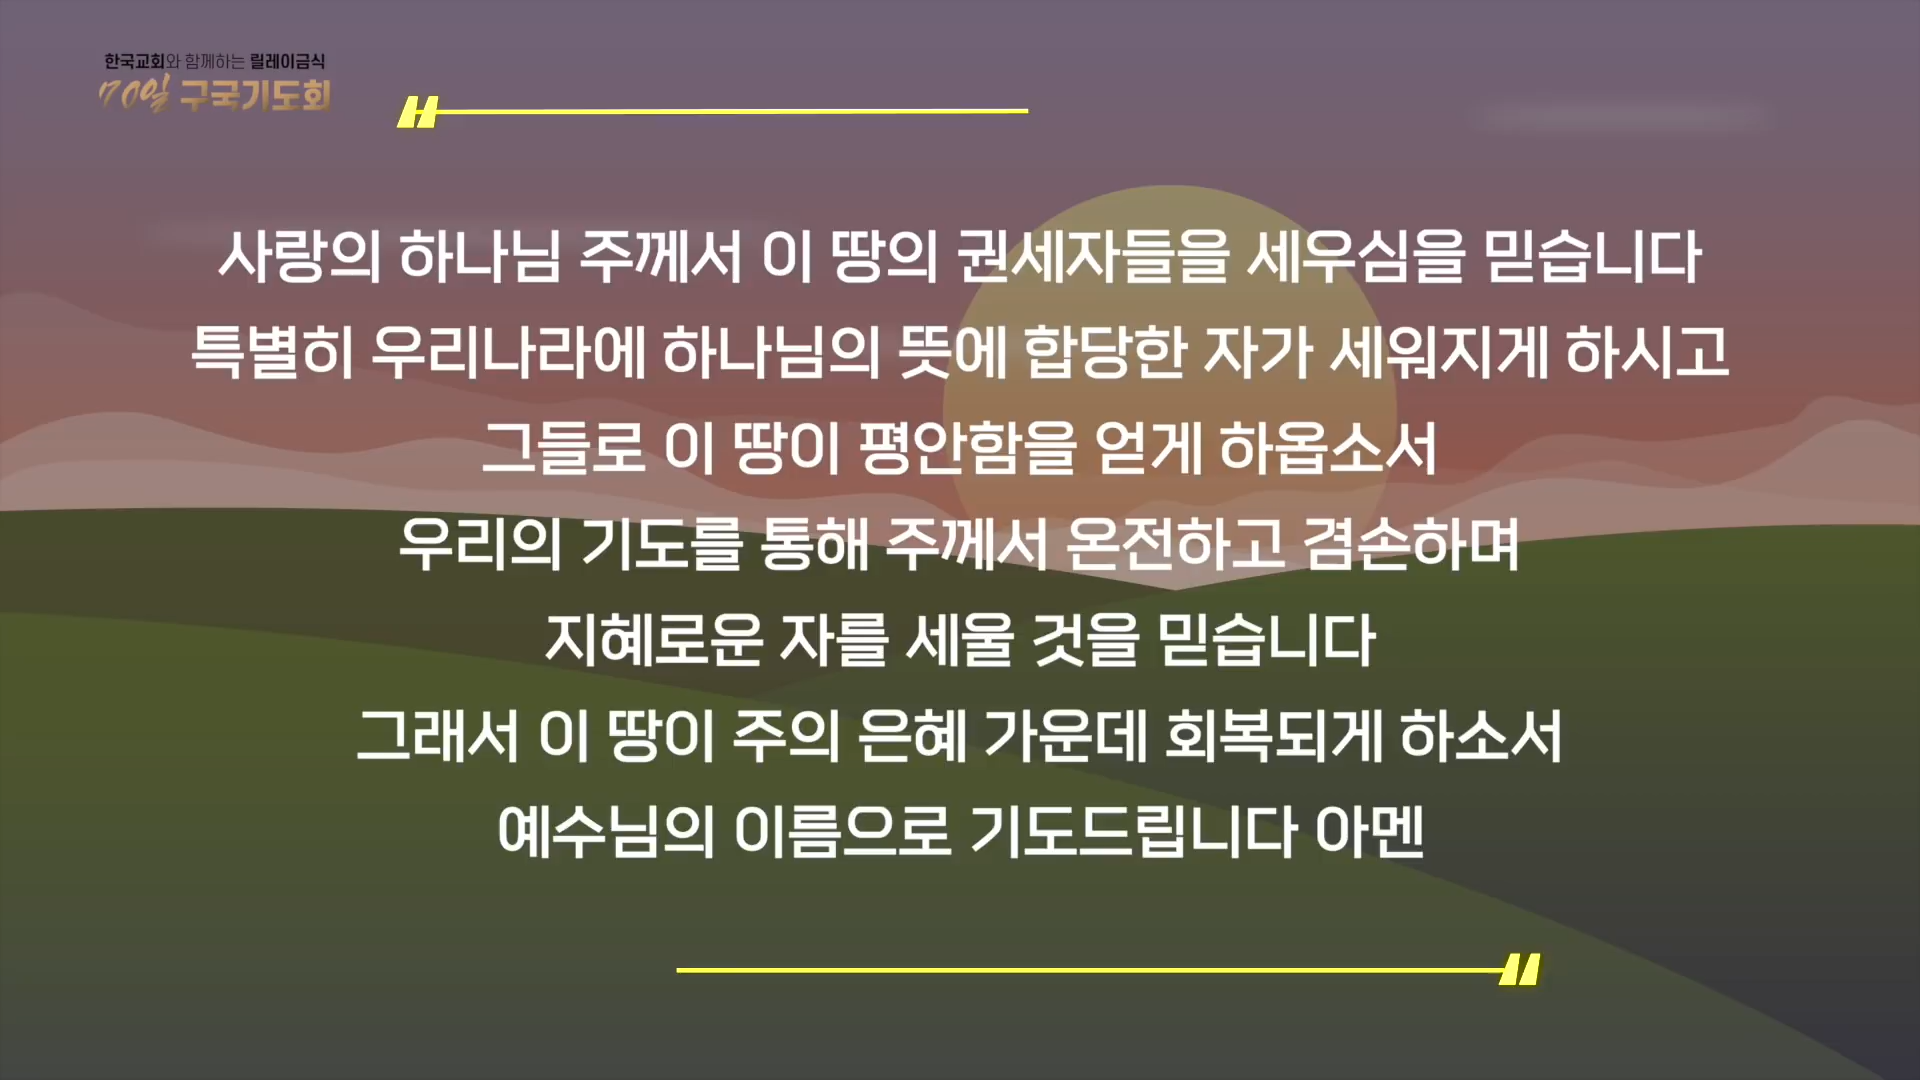 한국교회와 함께하는 릴레이금식
70일 구국기도회
사랑의 하나님 주께서 이 땅의 권세자들을 세우심을 믿습니다
특별히 우리나라에 하나님의 뜻에 합당한 자가 세워지게 하시고
그들로 이 땅이 평안함을 얻게 하옵소서
우리의 기도를 통해 주께서 온전하고 겸손하며
지혜로운 자를 세울 것을 믿습니다
그래서 이 땅이 주의 은혜 가운데 회복되게 하소서
예수님의 이름으로 기도드립니다 아멘